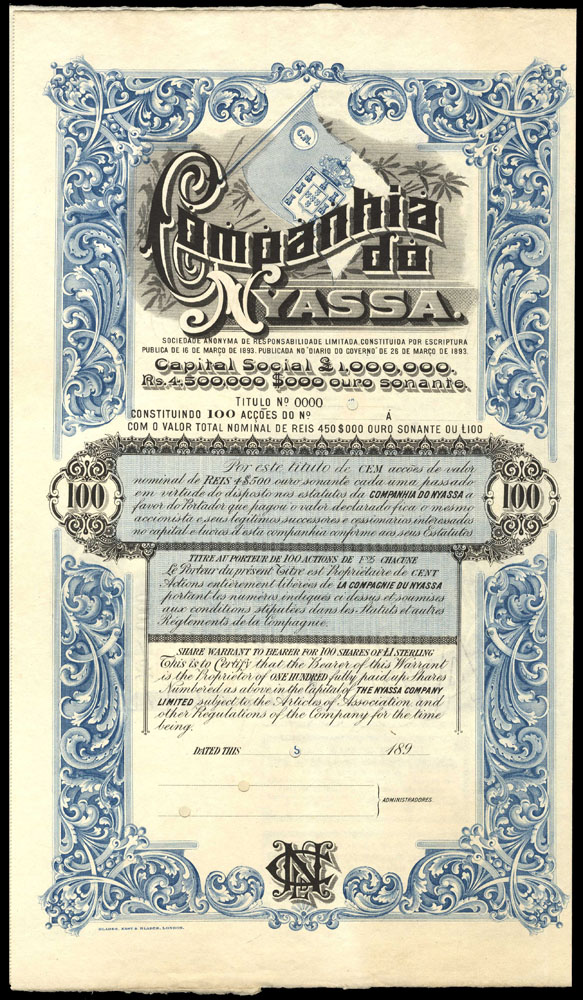 C.N.
Companhia
do
NYASSA.
SOCIEDADE ANONYMA DE RESPONSABILIDADE LIMITADA, CONSTITUIDA POR ESCRIPTURA
PUBLICA DE 16 DE MARÇO DE 1893. PUBLICADA NO "DIARIO DO GOVERNO" DE 26 DE MARÇO DE 1893.
Capital Social £1,000,000.
Rs. 4.500,000 $000 ouro sonante.
TITULO Nº 0000
CONSTITUINDO 100 ACÇÕES DO Nº Á
COM O VALOR TOTAL NOMINAL DE REIS 450$000 OURO SONANTE OU £100
100
100
Por este titulo de CEM acções de valor
nominal de REIS 4$500 ouro sonante cada uma, passado
em virtude do disposto nos estatutos da COMPANHIA DO NYASSA a
favor do Portador que pagou o valor declarado fica o mesmo
accionista e seus legitimos successores e cessionarios interessados
no capital e lucros d'esta companhia conforme aos seus Estatutos
TITRE AU PORTEUR DE 100 ACTIONS DE Fcs 25 CHACUNE
Le Porteur du present Titre est Propriétaire de CENT
Actions entièrement libérées de LA COMPAGNIE DU NYASSA
portant les numéros indiqués ci dessus et soumises
aux conditions stipulées dans les Statuts et autres
Réglements de la Compagnie.
SHARE WARRANT TO BEARER FOR 100 SHARES OF £1 STERLING
This is to Certify that the Bearer of this Warrant
is the Proprietor of ONE HUNDRED fully paid up Shares
Numbered as above in the Capital of THE NYASSA COMPANY
LIMITED subject to the Articles of Association and
other Regulations of the Company for the time
being.
DATED THIS 189
ADMINISTRADORES.
CN
BLADES, EAST & BLADES, LONDON.